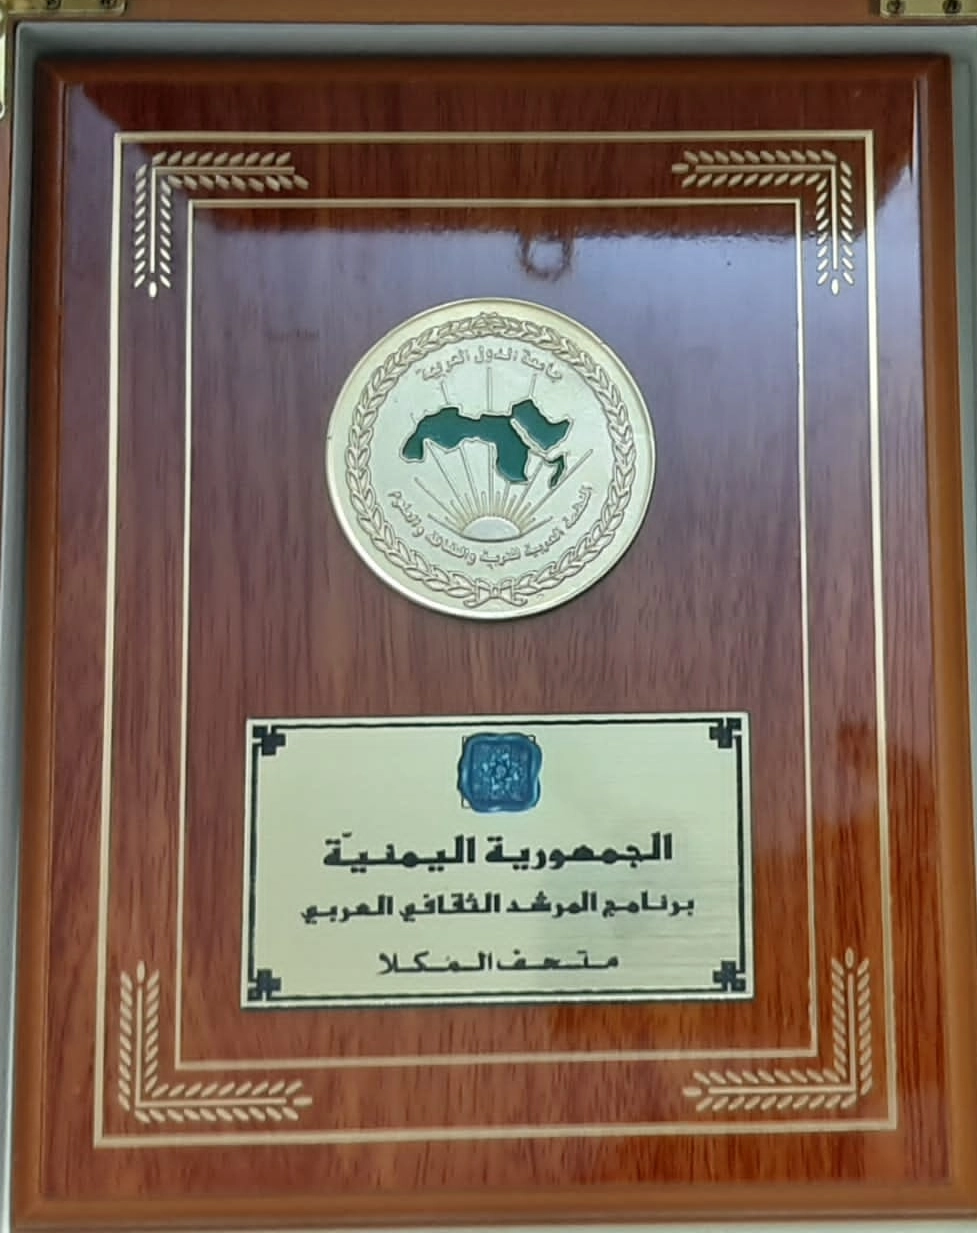 جامعة الدول العربية
المنظمة العربية للتربية والثقافة والعلوم
الجمهورية اليمنيّة
برنامج المرشد الثقافي العربي
متحف المكلا